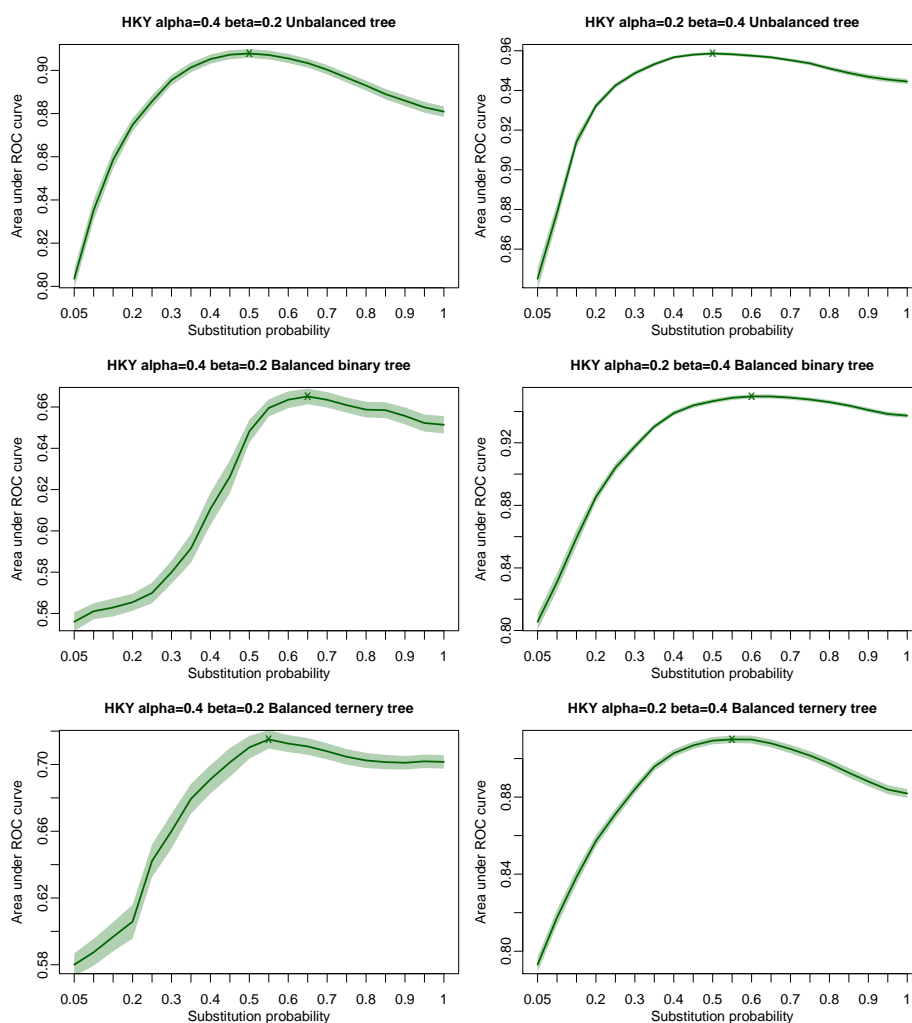 HKY alpha=0.4 beta=0.2 Unbalanced tree
Area under ROC curve
0.80 0.82 0.84 0.86 0.88 0.90
0.05 0.2 0.3 0.4 0.5 0.6 0.7 0.8 0.9 1
Substitution probability
HKY alpha=0.2 beta=0.4 Unbalanced tree
Area under ROC curve
0.86 0.88 0.90 0.92 0.94 0.96
0.05 0.2 0.3 0.4 0.5 0.6 0.7 0.8 0.9 1
Substitution probability
HKY alpha=0.4 beta=0.2 Balanced binary tree
Area under ROC curve
0.56 0.58 0.60 0.62 0.64 0.66
0.05 0.2 0.3 0.4 0.5 0.6 0.7 0.8 0.9 1
Substitution probability
HKY alpha=0.2 beta=0.4 Balanced binary tree
Area under ROC curve
0.80 0.84 0.88 0.92
0.05 0.2 0.3 0.4 0.5 0.6 0.7 0.8 0.9 1
Substitution probability
HKY alpha=0.4 beta=0.2 Balanced ternery tree
Area under ROC curve
0.58 0.62 0.66 0.70
0.05 0.2 0.3 0.4 0.5 0.6 0.7 0.8 0.9 1
Substitution probability
HKY alpha=0.2 beta=0.4 Balanced ternery tree
Area under ROC curve
0.80 0.84 0.88
0.05 0.2 0.3 0.4 0.5 0.6 0.7 0.8 0.9 1
Substitution probability